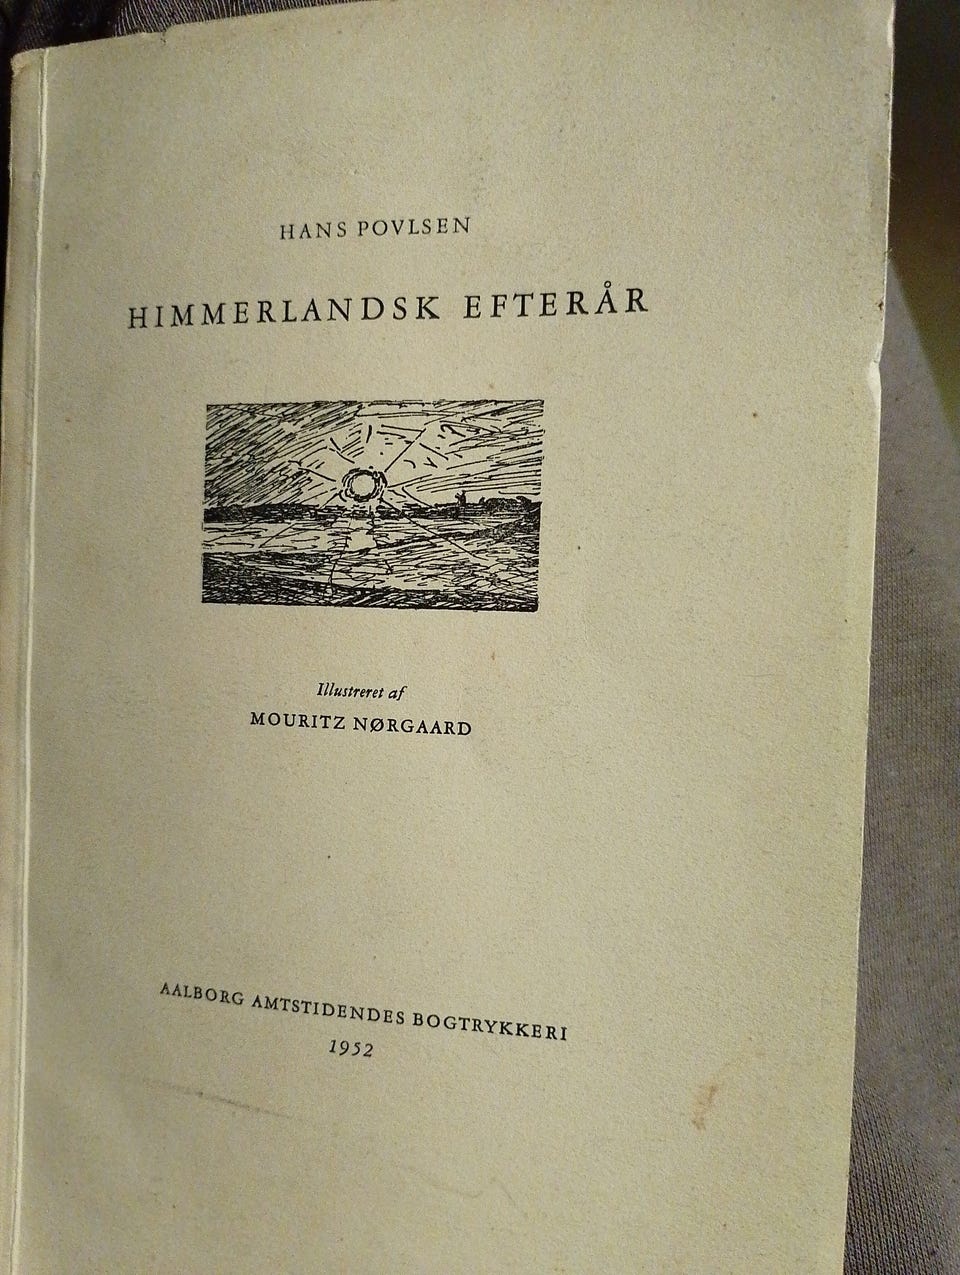 HANS POVLSEN
HIMMERLANDSK EFTERÅR
Illustreret af
MOURITZ NØRGAARD
AALBORG AMTSTIDENDES BOGTRYKKERI
1952